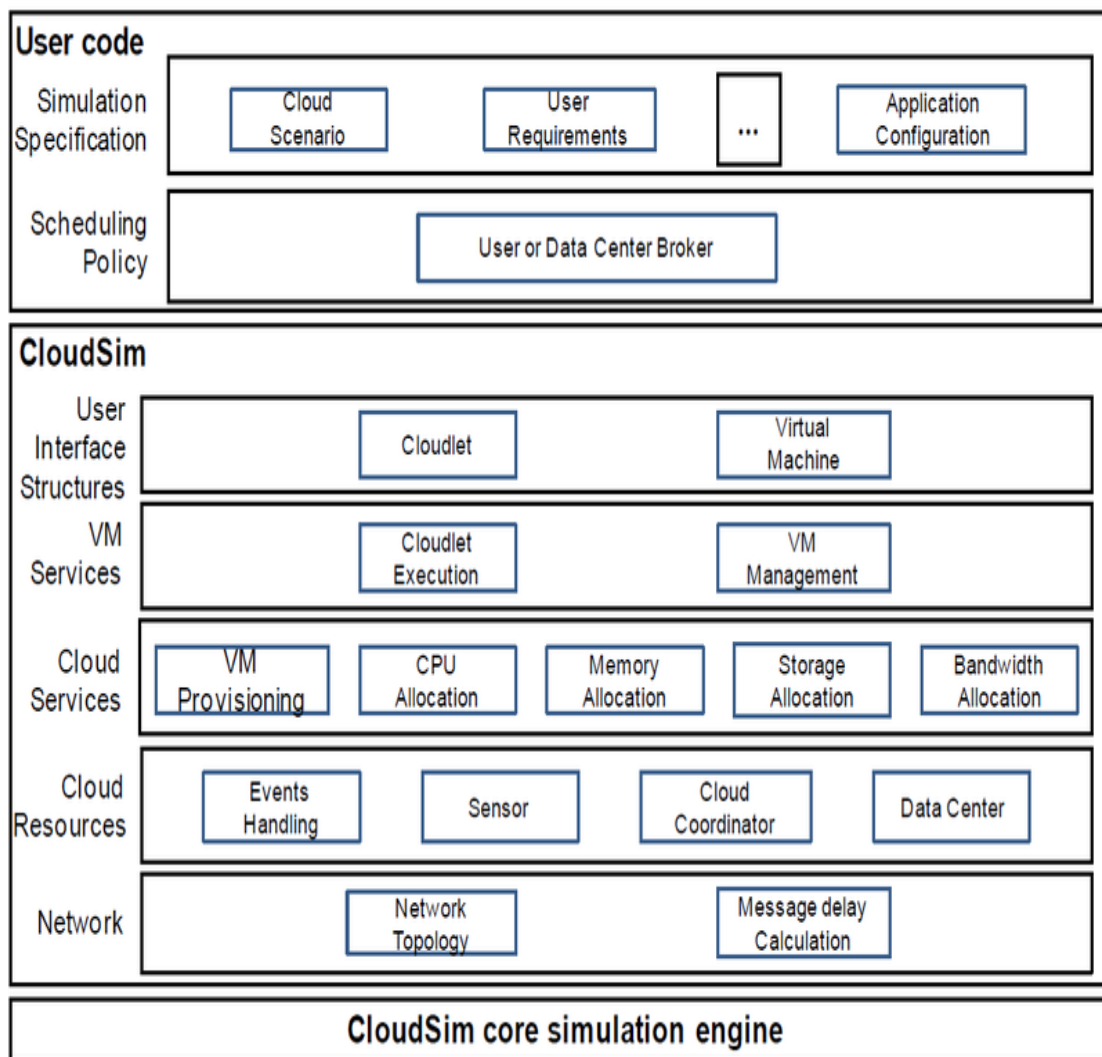 User code
Simulation
Specification
Cloud
Scenario
User
Requirements
...
Application
Configuration
Scheduling
Policy
User or Data Center Broker
CloudSim
User
Interface
Structures
Cloudlet
Virtual
Machine
VM
Services
Cloudlet
Execution
VM
Management
Cloud
Services
VM
Provisioning
CPU
Allocation
Memory
Allocation
Storage
Allocation
Bandwidth
Allocation
Cloud
Resources
Events
Handling
Sensor
Cloud
Coordinator
Data Center
Network
Network
Topology
Message delay
Calculation
CloudSim core simulation engine